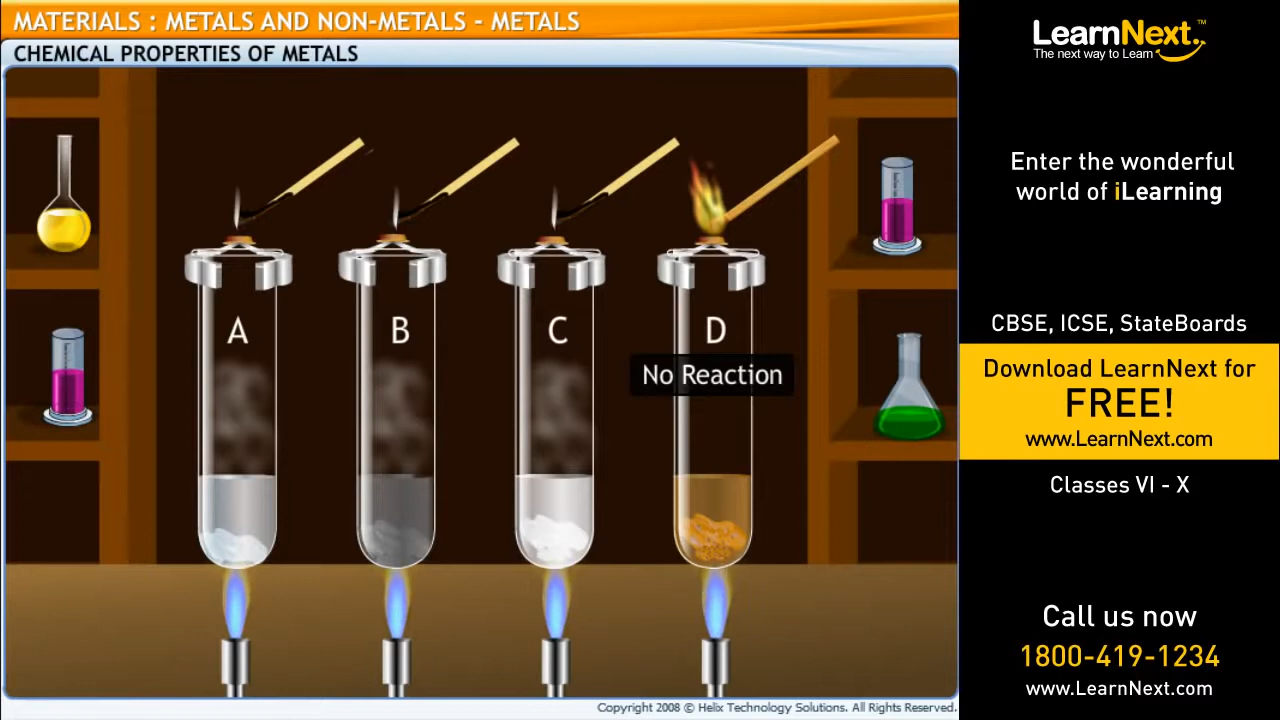 MATERIALS : METALS AND NON-METALS - METALS
CHEMICAL PROPERTIES OF METALS
A
B
C
D
No Reaction
Copyright 2008 © Helix Technology Solutions. All Rights Reserved.
LearnNext.™
The next way to Learn
Enter the wonderful
world of iLearning
CBSE, ICSE, StateBoards
Download LearnNext for
FREE!
www.LearnNext.com
Classes VI - X
Call us now
1800-419-1234
www.LearnNext.com